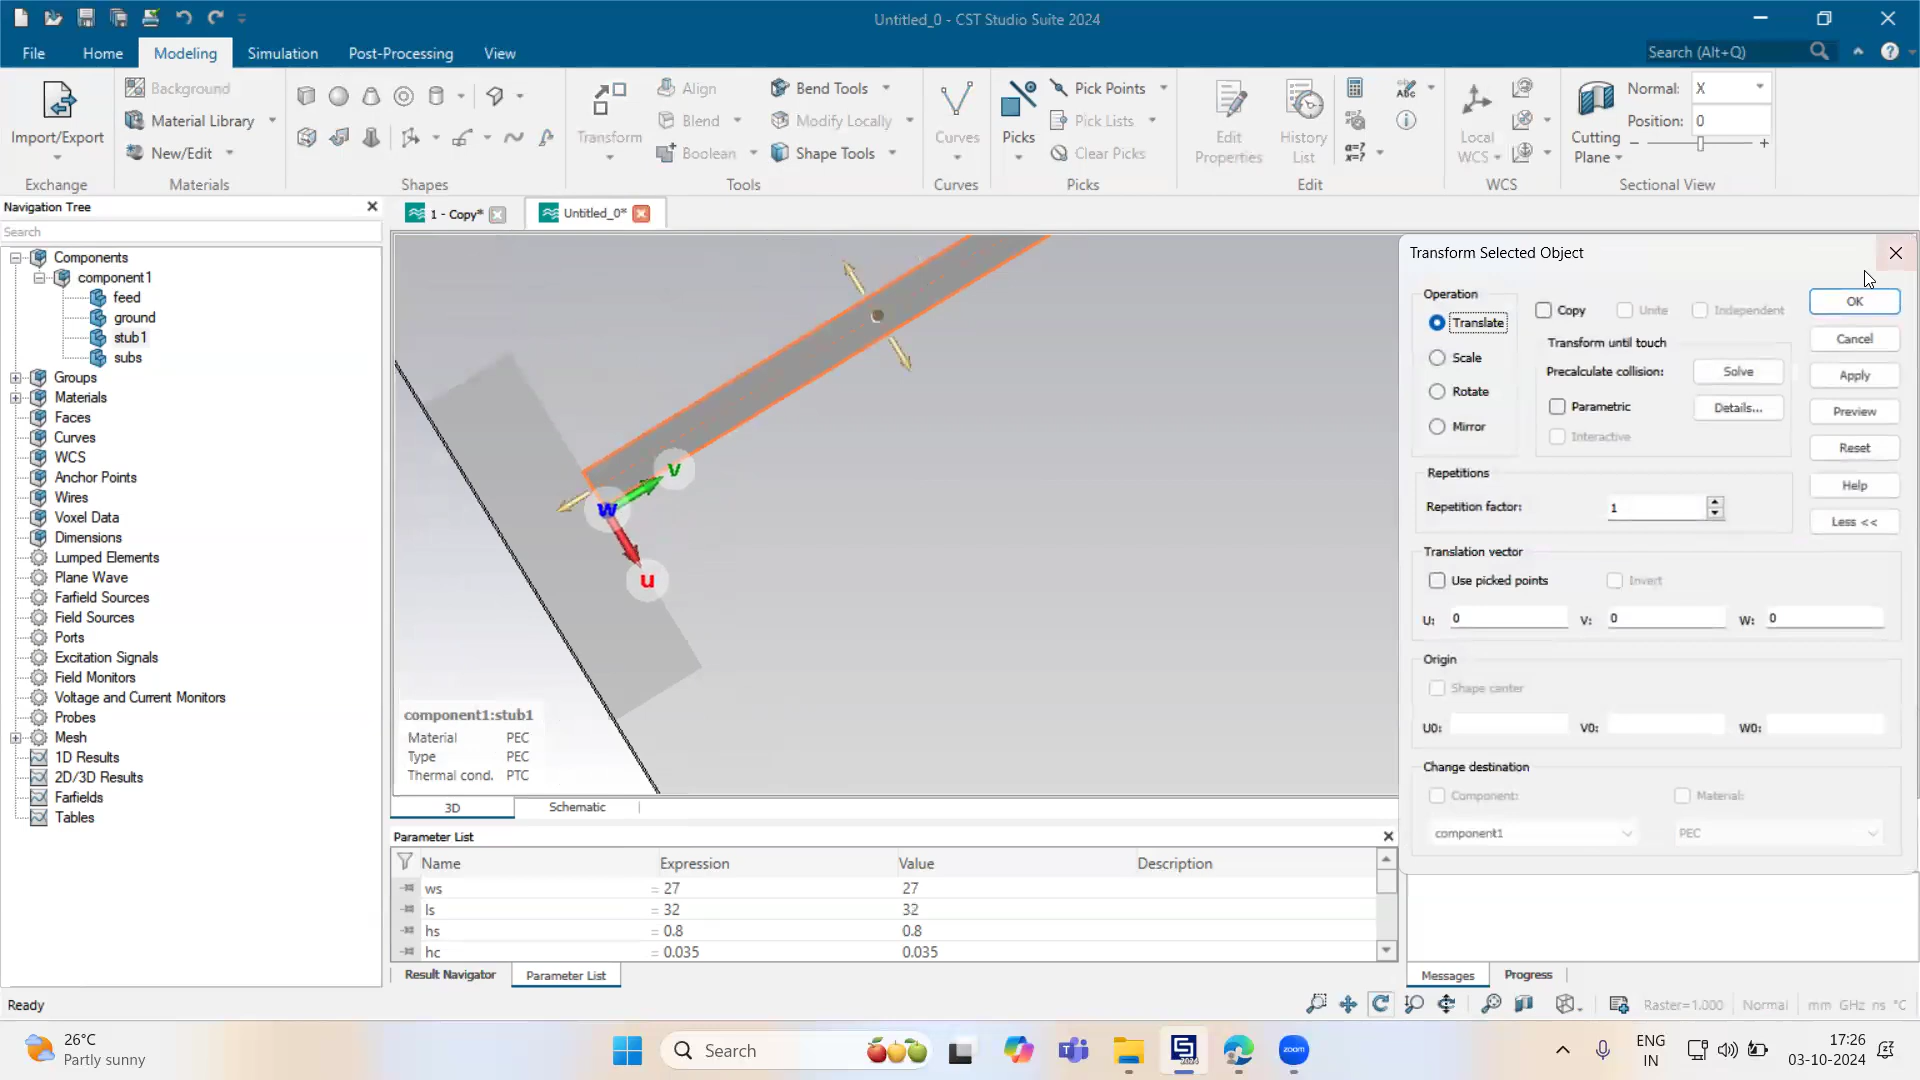 Untitled_0 - CST Studio Suite 2024
File Home Modeling Simulation Post-Processing View
Search (Alt+Q)
Import/Export
Exchange
Background
Material Library
New/Edit
Materials
Shapes
Transform
Align
Blend
Boolean
Bend Tools
Modify Locally
Shape Tools
Tools
Curves
Curves
Picks
Pick Points
Pick Lists
Clear Picks
Picks
Edit
Properties
History
List
Edit
Local
WCS
WCS
Cutting
Plane
Normal: X
Position: 0
Sectional View
Navigation Tree
Search
Components
component1
feed
ground
stub1
subs
Groups
Materials
Faces
Curves
WCS
Anchor Points
Wires
Voxel Data
Dimensions
Lumped Elements
Plane Wave
Farfield Sources
Field Sources
Ports
Excitation Signals
Field Monitors
Voltage and Current Monitors
Probes
Mesh
1D Results
2D/3D Results
Farfields
Tables
1 - Copy*
Untitled_0*
v
w
u
component1:stub1
Material PEC
Type PEC
Thermal cond. PTC
3D Schematic
Parameter List
Name Expression Value Description
ws = 27 27
ls = 32 32
hs = 0.8 0.8
hc = 0.035 0.035
Result Navigator Parameter List
Transform Selected Object
Operation
Translate
Scale
Rotate
Mirror
Copy Unite Independent
Transform until touch
Precalculate collision: Solve
Parametric Details...
Interactive
OK
Cancel
Apply
Preview
Reset
Help
Less <<
Repetitions
Repetition factor: 1
Translation vector
Use picked points Invert
U: 0 V: 0 W: 0
Origin
Shape center
U0: V0: W0:
Change destination
Component: Material:
component1 PEC
Messages Progress
Ready
Raster=1.000 Normal mm GHz ns °C
26°C
Partly sunny
Search
zoom
ENG
IN
17:26
03-10-2024